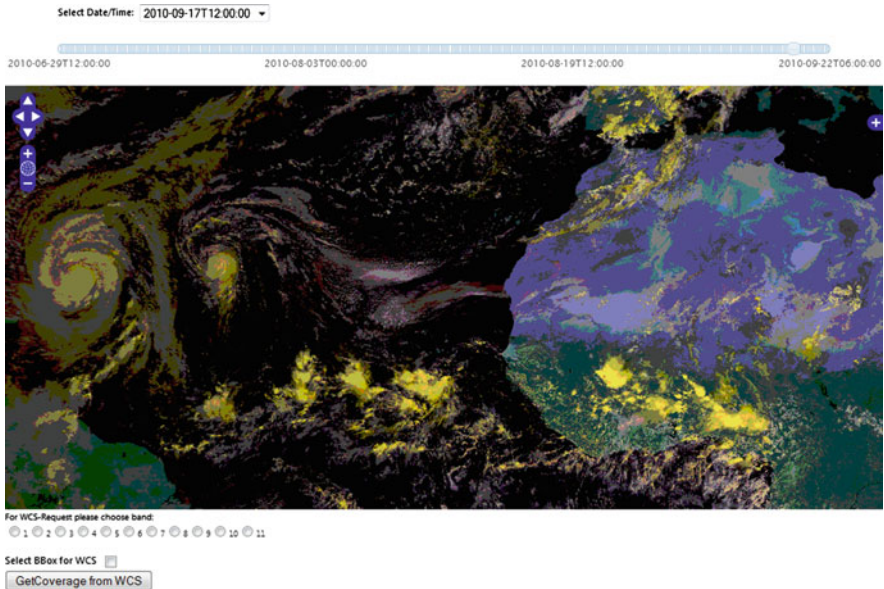 Select Date/Time: 2010-09-17T12:00:00
2010-06-29T12:00:00 2010-08-03T00:00:00 2010-08-19T12:00:00 2010-09-22T06:00:00
For WCS-Request please choose band:
1 2 3 4 5 6 7 8 9 10 11
Select BBox for WCS
GetCoverage from WCS